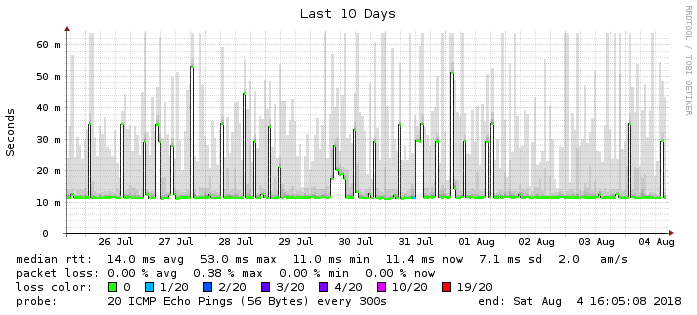 Last 10 Days
RRDTOOL / TOBI OETIKER
Seconds
60 m
50 m
40 m
30 m
20 m
10 m
0
26 Jul 27 Jul 28 Jul 29 Jul 30 Jul 31 Jul 01 Aug 02 Aug 03 Aug 04 Aug
median rtt: 14.0 ms avg 53.0 ms max 11.0 ms min 11.4 ms now 7.1 ms sd 2.0 am/s
packet loss: 0.00 % avg 0.38 % max 0.00 % min 0.00 % now
loss color: 0 1/20 2/20 3/20 4/20 10/20 19/20
probe: 20 ICMP Echo Pings (56 Bytes) every 300s end: Sat Aug 4 16:05:08 2018